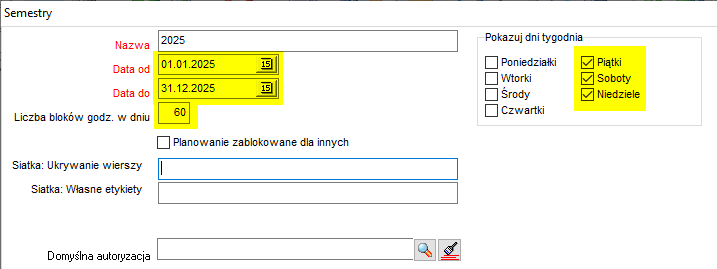 Semestry
Nazwa 2025
Data od 01.01.2025 15
Data do 31.12.2025 15
Liczba bloków godz. w dniu 60
Planowanie zablokowane dla innych
Siatka: Ukrywanie wierszy
Siatka: Własne etykiety
Domyślna autoryzacja
Pokazuj dni tygodnia
Poniedziałki Piątki
Wtorki Soboty
Środy Niedziele
Czwartki